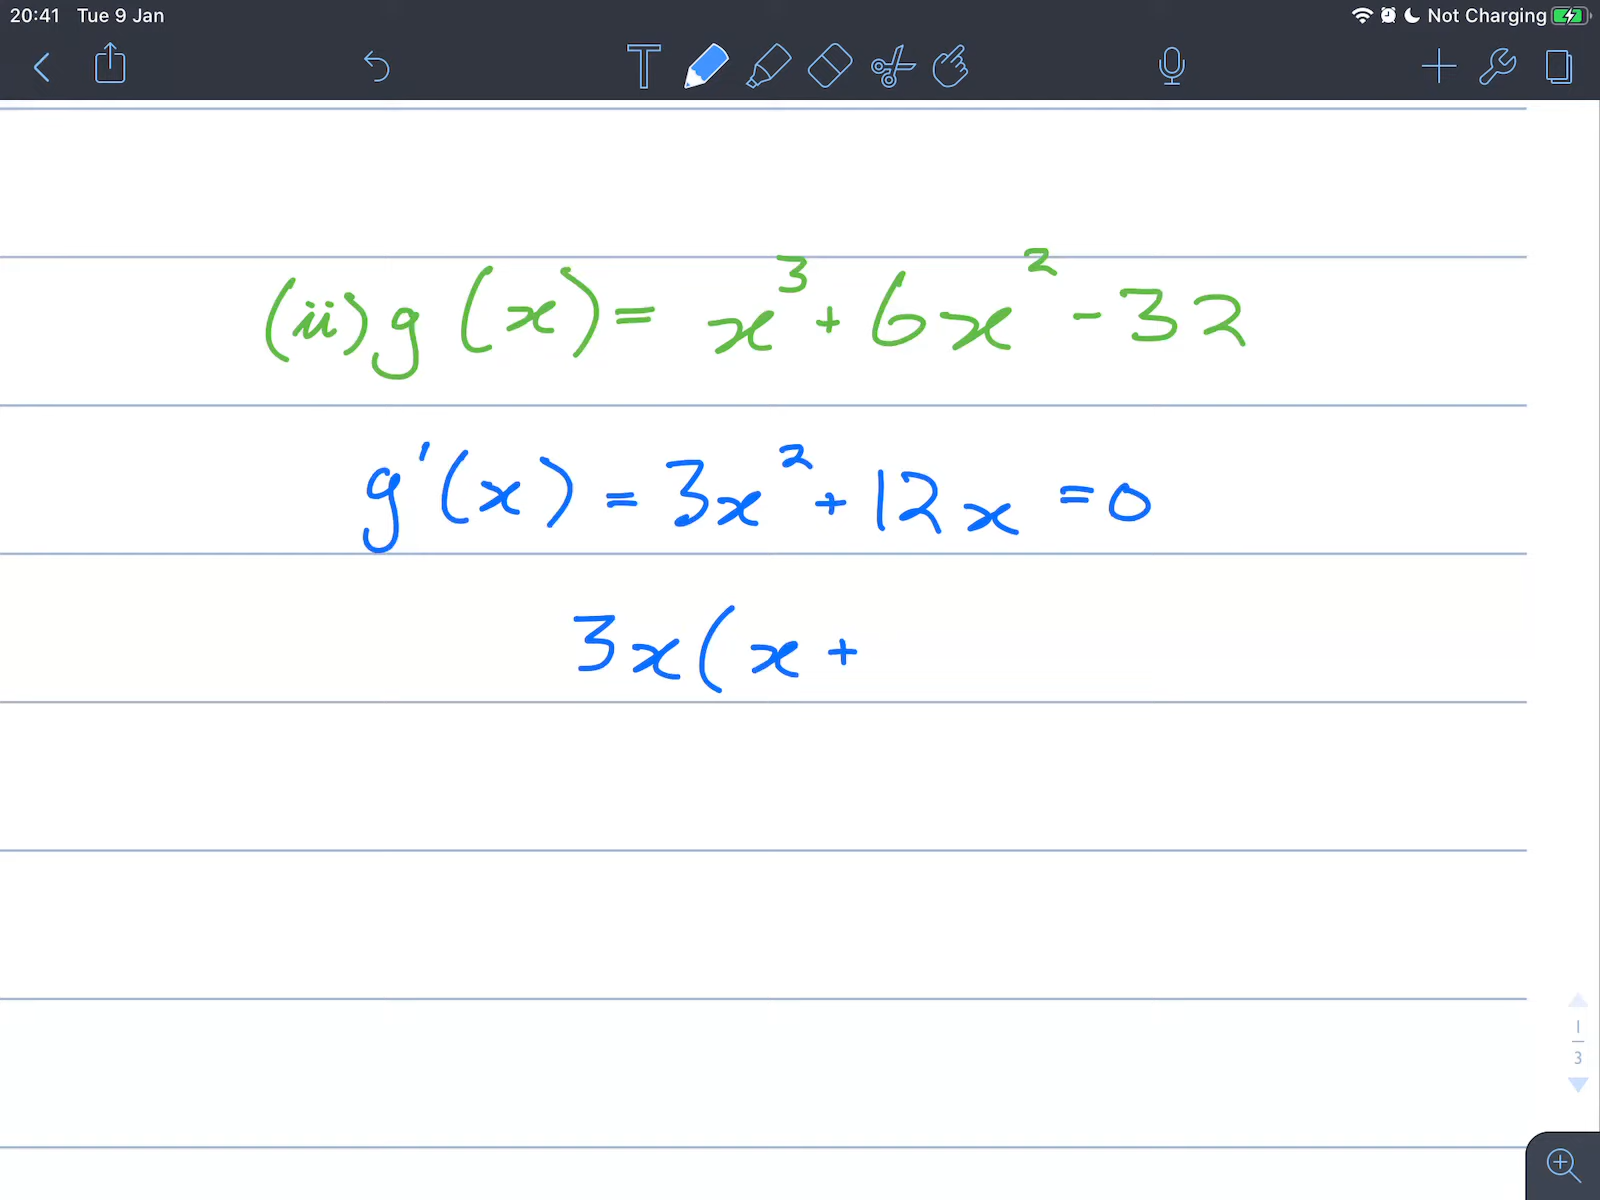 20:41 Tue 9 Jan Not Charging
(ii) g(x) = x³ + 6x² - 32
g'(x) = 3x² + 12x = 0
3x(x +
1
3